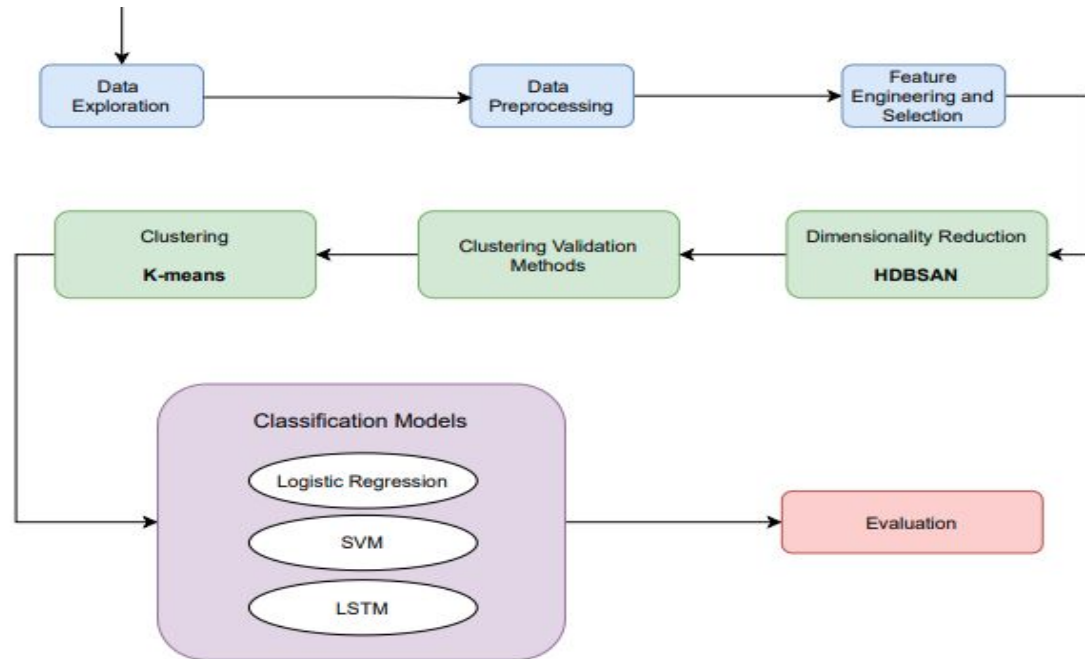 Data
Exploration
Data
Preprocessing
Feature
Engineering and
Selection
Clustering
K-means
Clustering Validation
Methods
Dimensionality Reduction
HDBSAN
Classification Models
Logistic Regression
SVM
LSTM
Evaluation